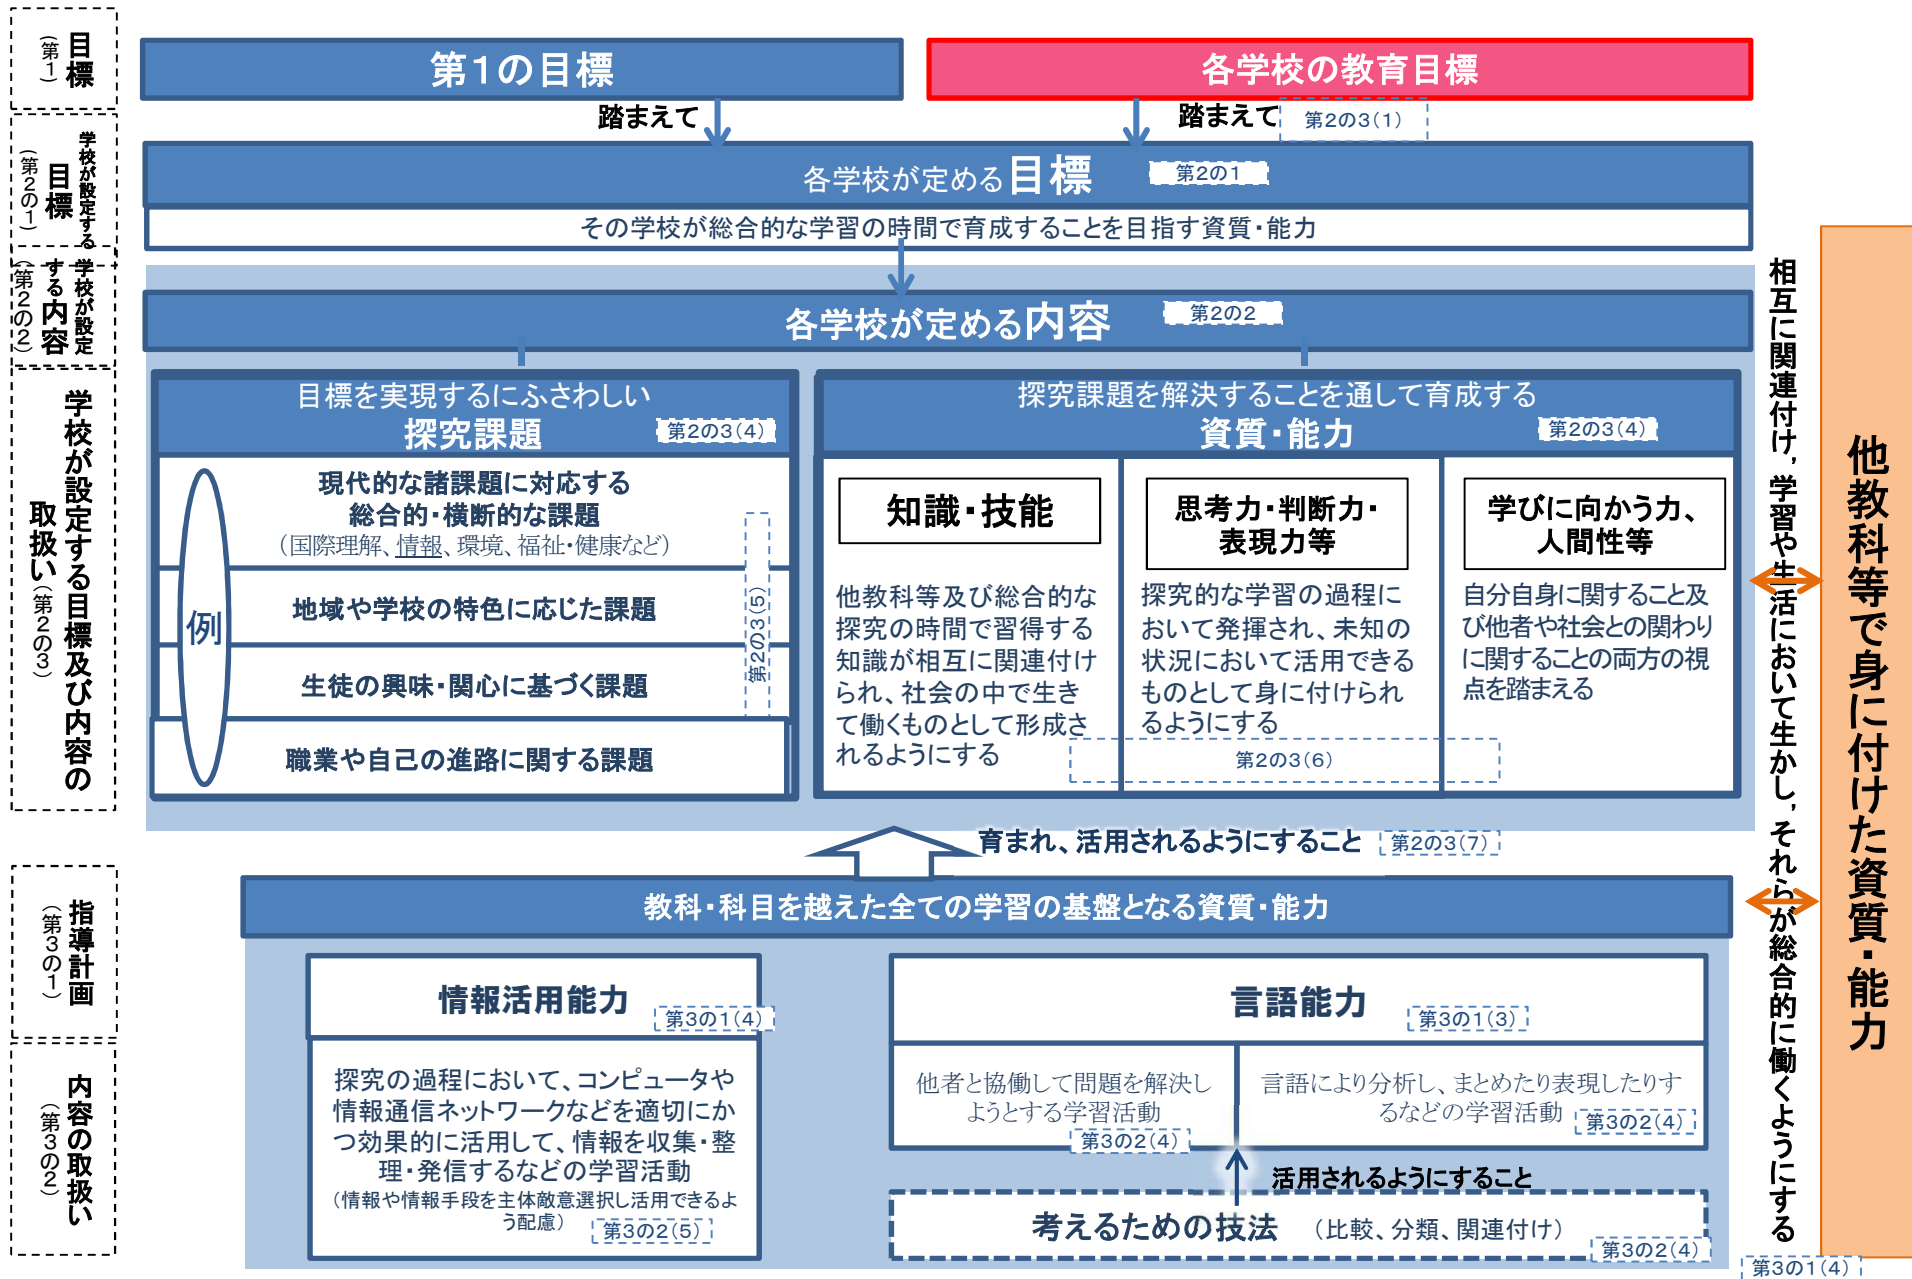 目標
（第1）
第1の目標
各学校の教育目標
踏まえて
踏まえて
第2の3(1)
学校が設定する
目標
（第2の1）
各学校が定める目標
第2の1
その学校が総合的な学習の時間で育成することを目指す資質・能力
学校が設定
する内容
（第2の2）
各学校が定める内容
第2の2
学校が設定する目標及び内容の
取扱い（第2の3）
目標を実現するにふさわしい
探究課題
第2の3(4)
例
現代的な諸課題に対応する
総合的・横断的な課題
（国際理解、情報、環境、福祉・健康など）
地域や学校の特色に応じた課題
生徒の興味・関心に基づく課題
職業や自己の進路に関する課題
第2の3(5)
探究課題を解決することを通して育成する
資質・能力
第2の3(4)
知識・技能
他教科等及び総合的な
探究の時間で習得する
知識が相互に関連付け
られ、社会の中で生き
て働くものとして形成さ
れるようにする
思考力・判断力・
表現力等
探究的な学習の過程に
おいて発揮され、未知の
状況において活用できる
ものとして身に付けられ
るようにする
学びに向かう力、
人間性等
自分自身に関すること及
び他者や社会との関わり
に関することの両方の視
点を踏まえる
第2の3(6)
育まれ、活用されるようにすること
第2の3(7)
指導計画
（第3の1）
教科・科目を越えた全ての学習の基盤となる資質・能力
内容の取扱い
（第3の2）
情報活用能力
第3の1(4)
探究の過程において、コンピュータや
情報通信ネットワークなどを適切にか
つ効果的に活用して、情報を収集・整
理・発信するなどの学習活動
（情報や情報手段を主体敵意選択し活用できるよ
う配慮）
第3の2(5)
言語能力
第3の1(3)
他者と協働して問題を解決し
ようとする学習活動
第3の2(4)
言語により分析し、まとめたり表現したりす
るなどの学習活動
第3の2(4)
活用されるようにすること
考えるための技法
（比較、分類、関連付け）
第3の2(4)
相互に関連付け，学習や生活において生かし，それらが総合的に働くようにする
第3の1(4)
他教科等で身に付けた資質・能力